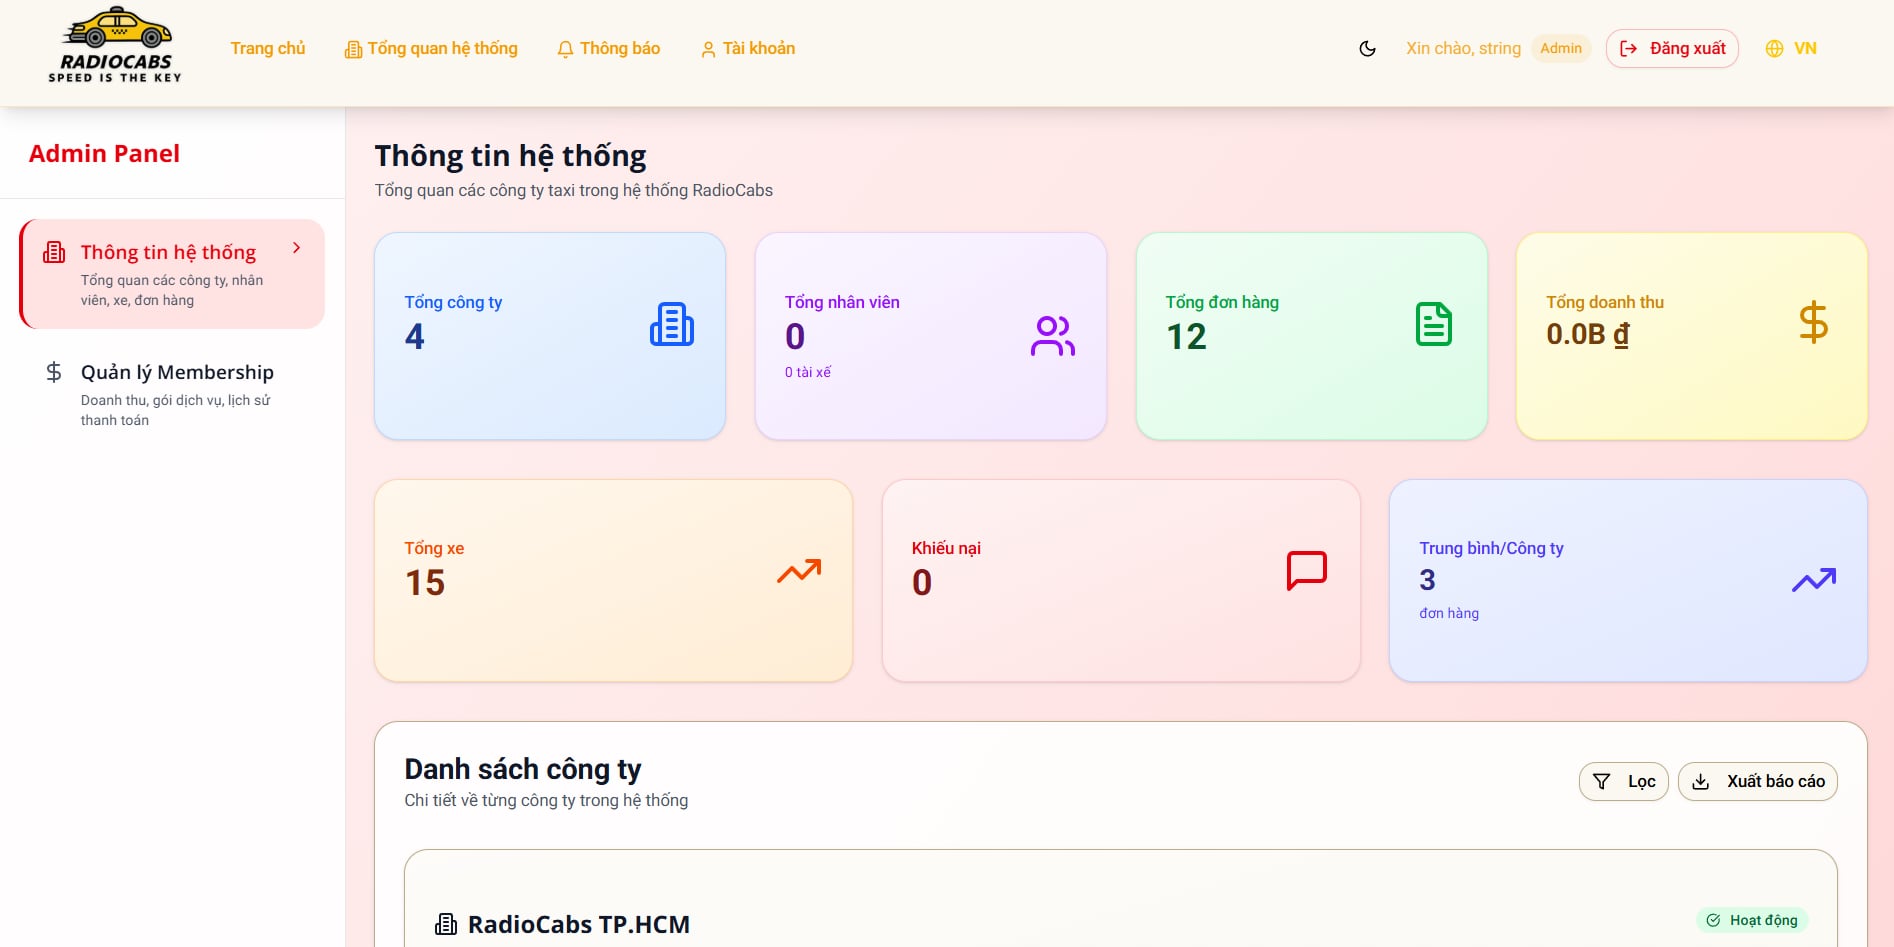 RADIOCABS
SPEED IS THE KEY
Trang chủ
Tổng quan hệ thống
Thông báo
Tài khoản
Xin chào, string
Admin
Đăng xuất
VN
Admin Panel
Thông tin hệ thống
Tổng quan các công ty, nhân
viên, xe, đơn hàng
Quản lý Membership
Doanh thu, gói dịch vụ, lịch sử
thanh toán
Thông tin hệ thống
Tổng quan các công ty taxi trong hệ thống RadioCabs
Tổng công ty
4
Tổng nhân viên
0
0 tài xế
Tổng đơn hàng
12
Tổng doanh thu
0.0B ₫
Tổng xe
15
Khiếu nại
0
Trung bình/Công ty
3
đơn hàng
Danh sách công ty
Chi tiết về từng công ty trong hệ thống
Lọc
Xuất báo cáo
RadioCabs TP.HCM
Hoạt động